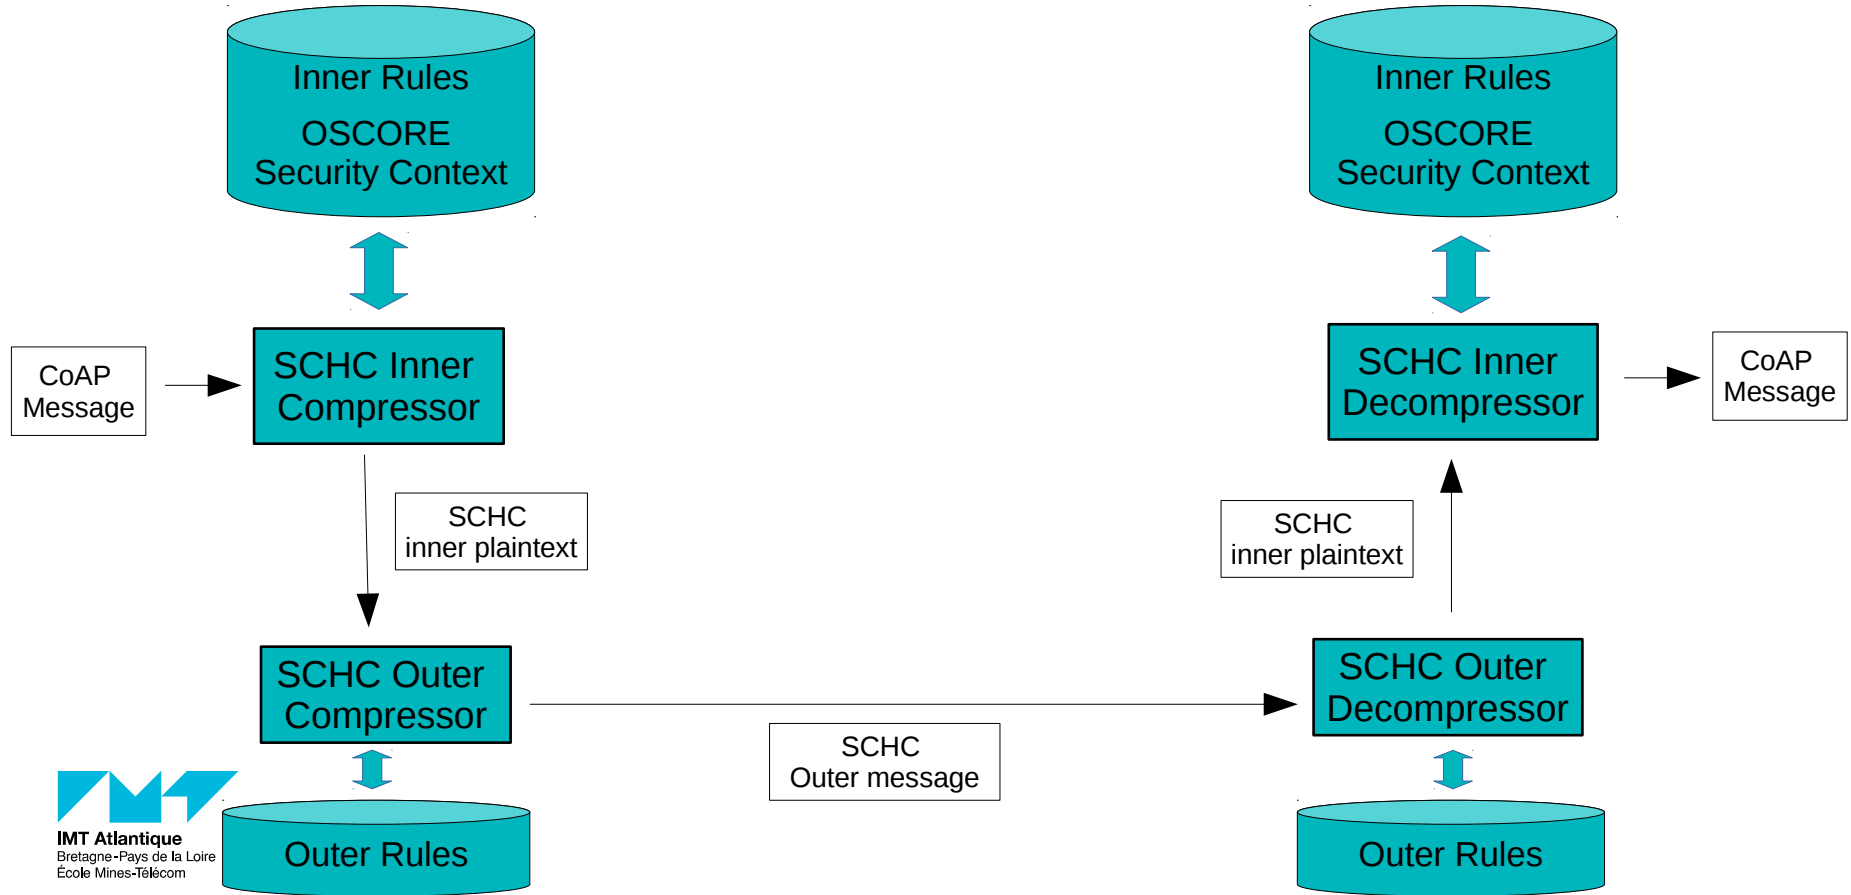 Inner Rules
OSCORE
Security Context
Inner Rules
OSCORE
Security Context
CoAP
Message
SCHC Inner
Compressor
SCHC Inner
Decompressor
CoAP
Message
SCHC
inner plaintext
SCHC
inner plaintext
SCHC Outer
Compressor
SCHC Outer
Decompressor
SCHC
Outer message
IMT Atlantique
Bretagne-Pays de la Loire
École Mines-Télécom
Outer Rules
Outer Rules